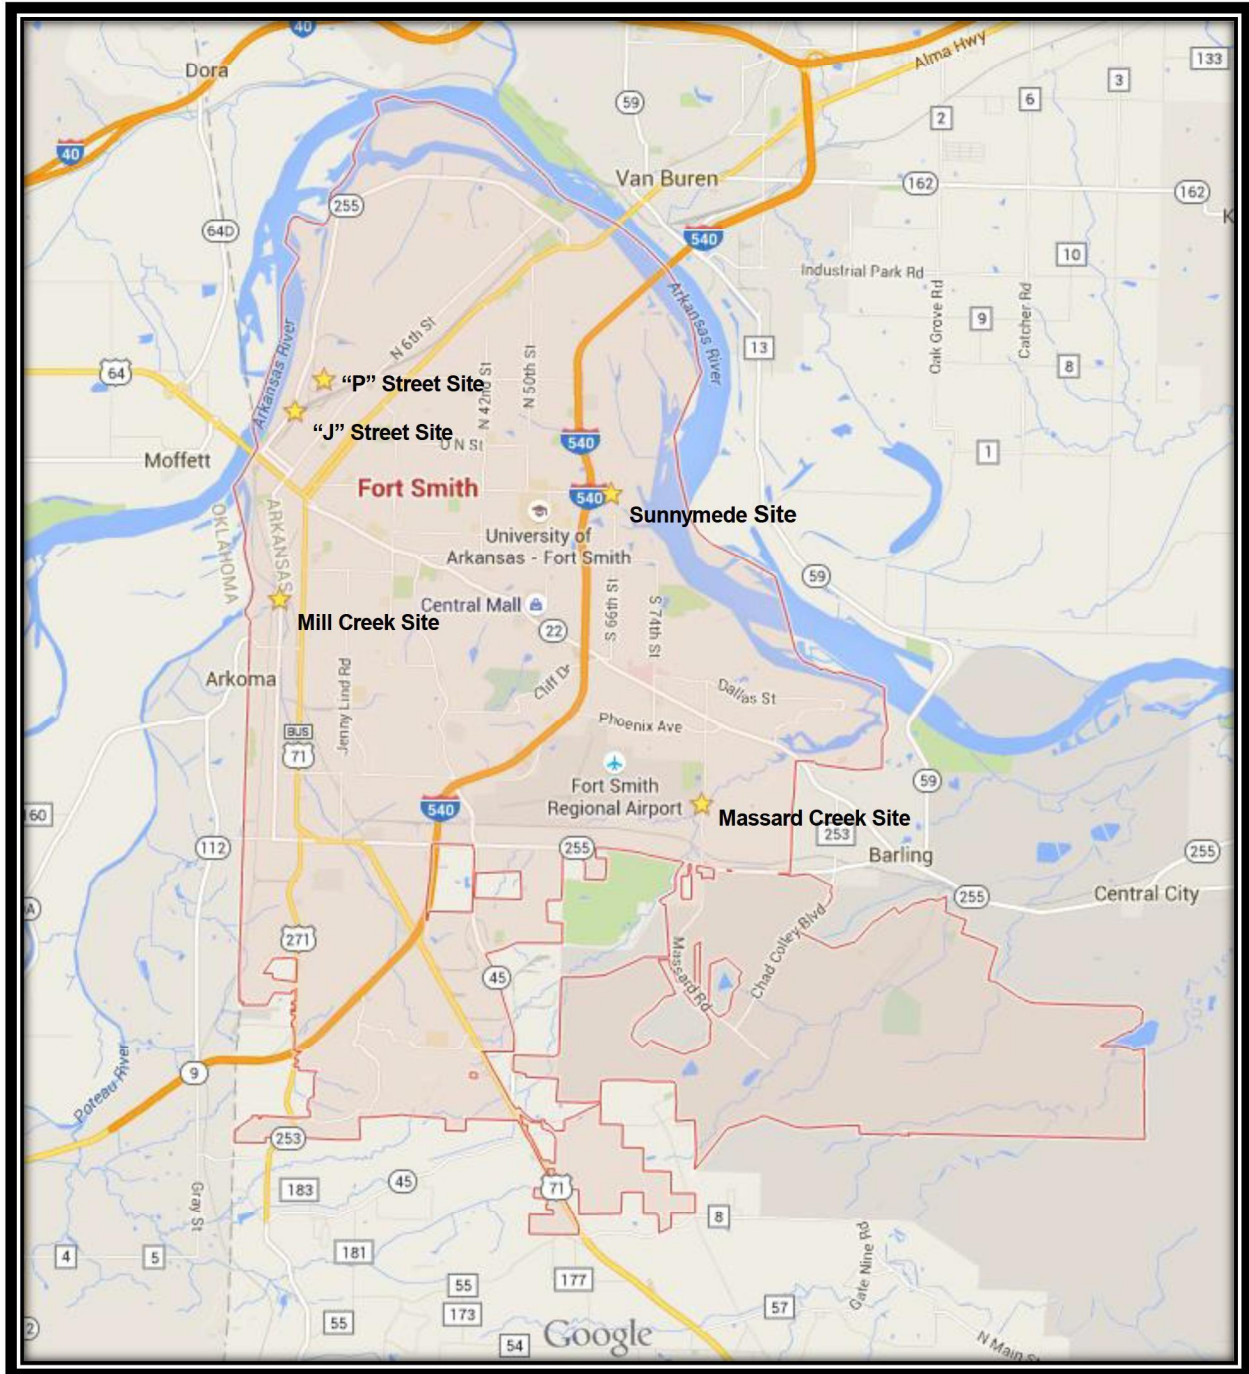 40
Dora
Alma Hwy
133
3
59
6
2
40
Van Buren
162
162
255
64D
540
10
Industrial Park Rd
Arkansas River
Oak Grove Rd
Catcher Rd
9
Arkansas River
N 6th St
13
N 50th St
8
64
"P" Street Site
N 42nd St
"J" Street Site
540
O N St
1
Moffett
Fort Smith
540
Sunnymede Site
University of
Arkansas - Fort Smith
OKLAHOMA
ARKANSAS
59
Central Mall
S 66th St
S 74th St
Mill Creek Site
22
Arkoma
Cliff Dr
Dallas St
Jenny Lind Rd
Phoenix Ave
BUS
71
Fort Smith
Regional Airport
59
540
Massard Creek Site
60
253
112
255
Barling
255
Central City
255
A
Chad Colley Blvd
271
Massard Rd
45
9
Poteau River
253
45
183
71
Gray St
8
4
5
181
Gate Nine Rd
55
177
173
57
55
2
54
Google
N Main St